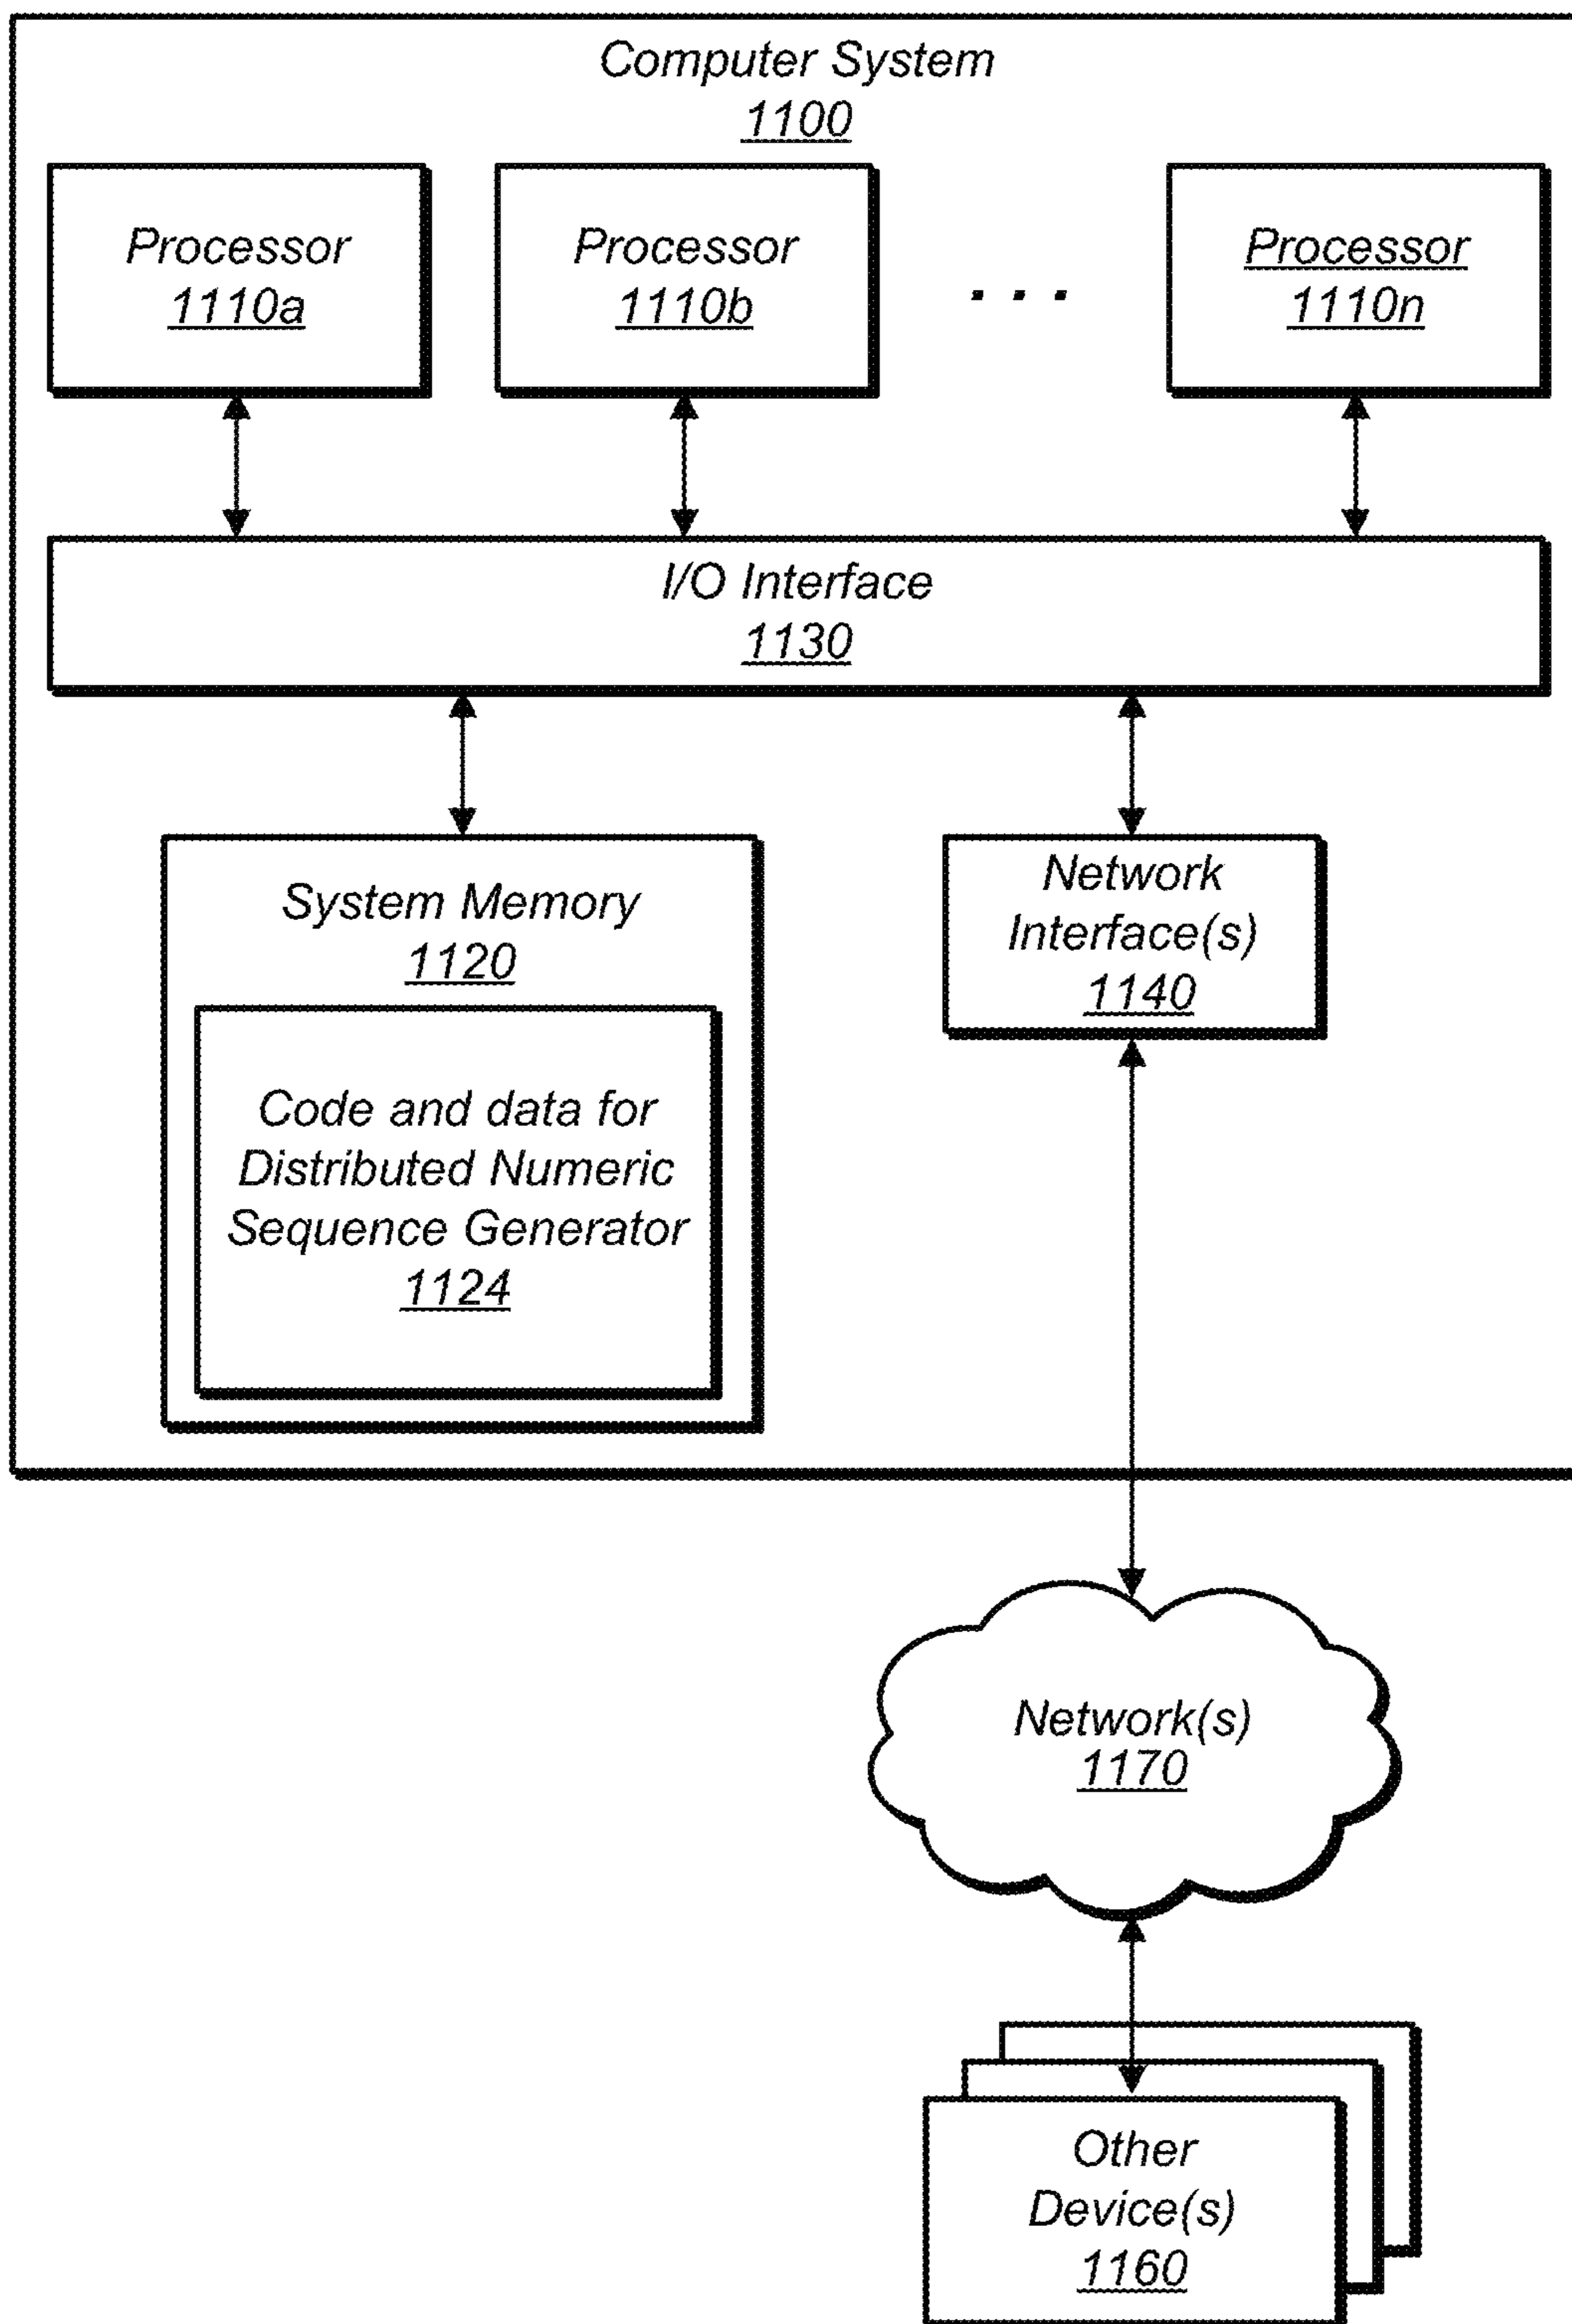 Computer System
1100
Processor
1110a
Processor
1110b
. . .
Processor
1110n
I/O Interface
1130
System Memory
1120
Code and data for
Distributed Numeric
Sequence Generator
1124
Network
Interface(s)
1140
Network(s)
1170
Other
Device(s)
1160